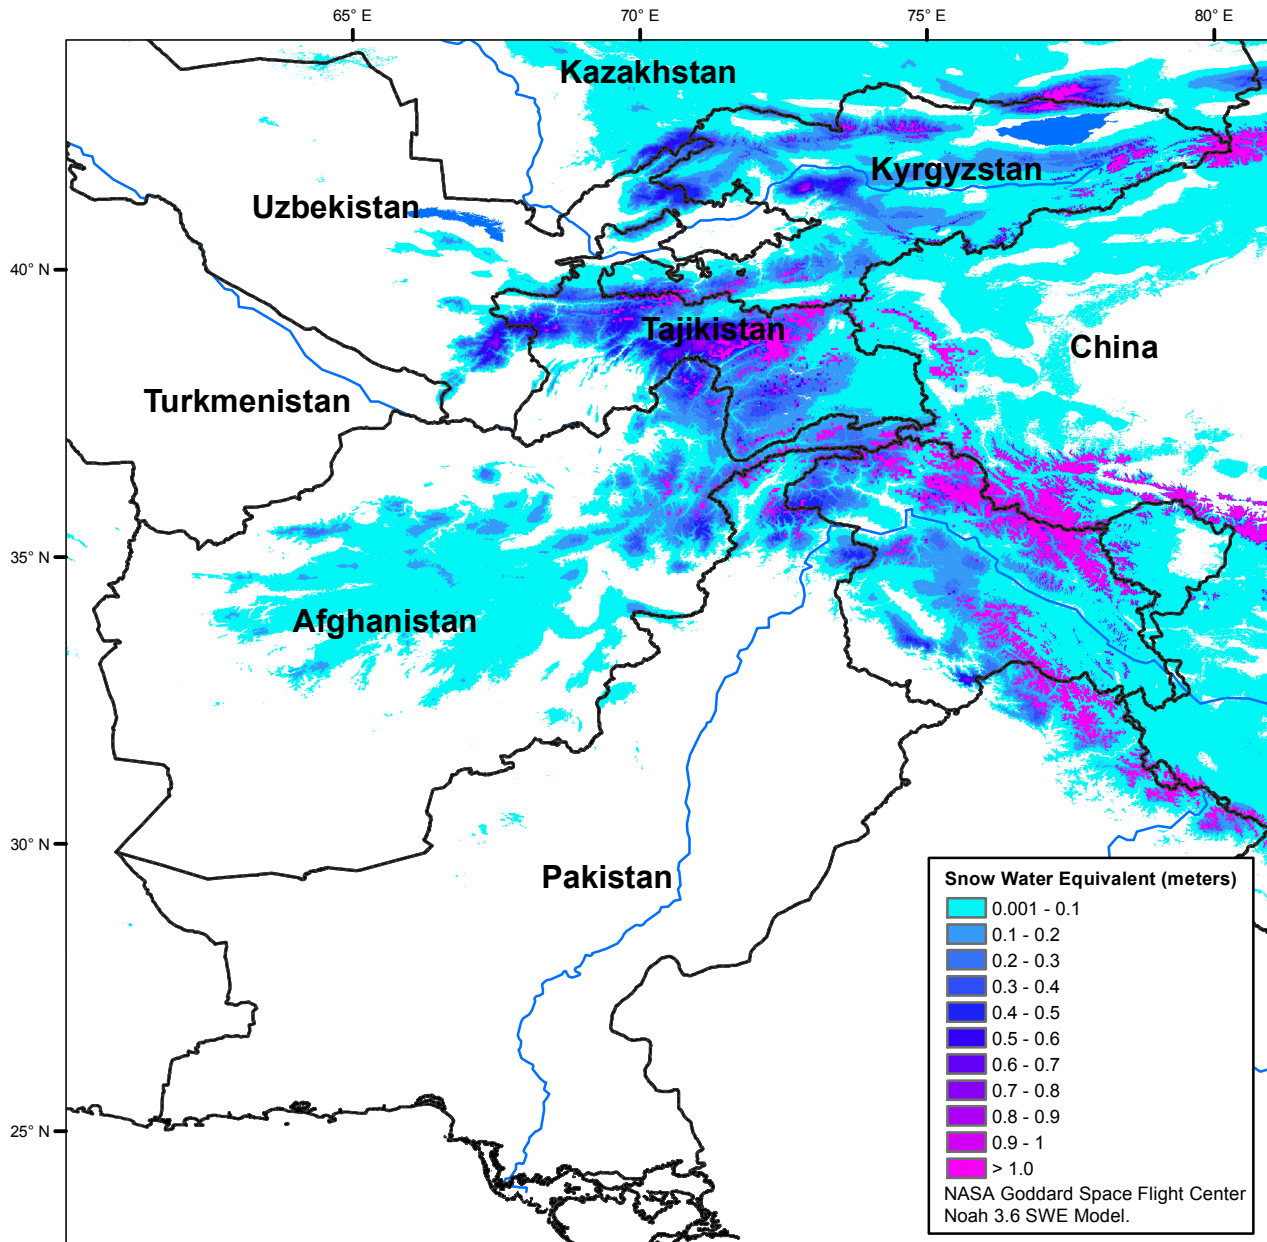 65° E
70° E
75° E
80° E
Kazakhstan
Kyrgyzstan
Uzbekistan
40° N
Tajikistan
China
Turkmenistan
35° N
Afghanistan
30° N
Pakistan
25° N
Snow Water Equivalent (meters)
0.001 - 0.1
0.1 - 0.2
0.2 - 0.3
0.3 - 0.4
0.4 - 0.5
0.5 - 0.6
0.6 - 0.7
0.7 - 0.8
0.8 - 0.9
0.9 - 1
> 1.0
NASA Goddard Space Flight Center
Noah 3.6 SWE Model.